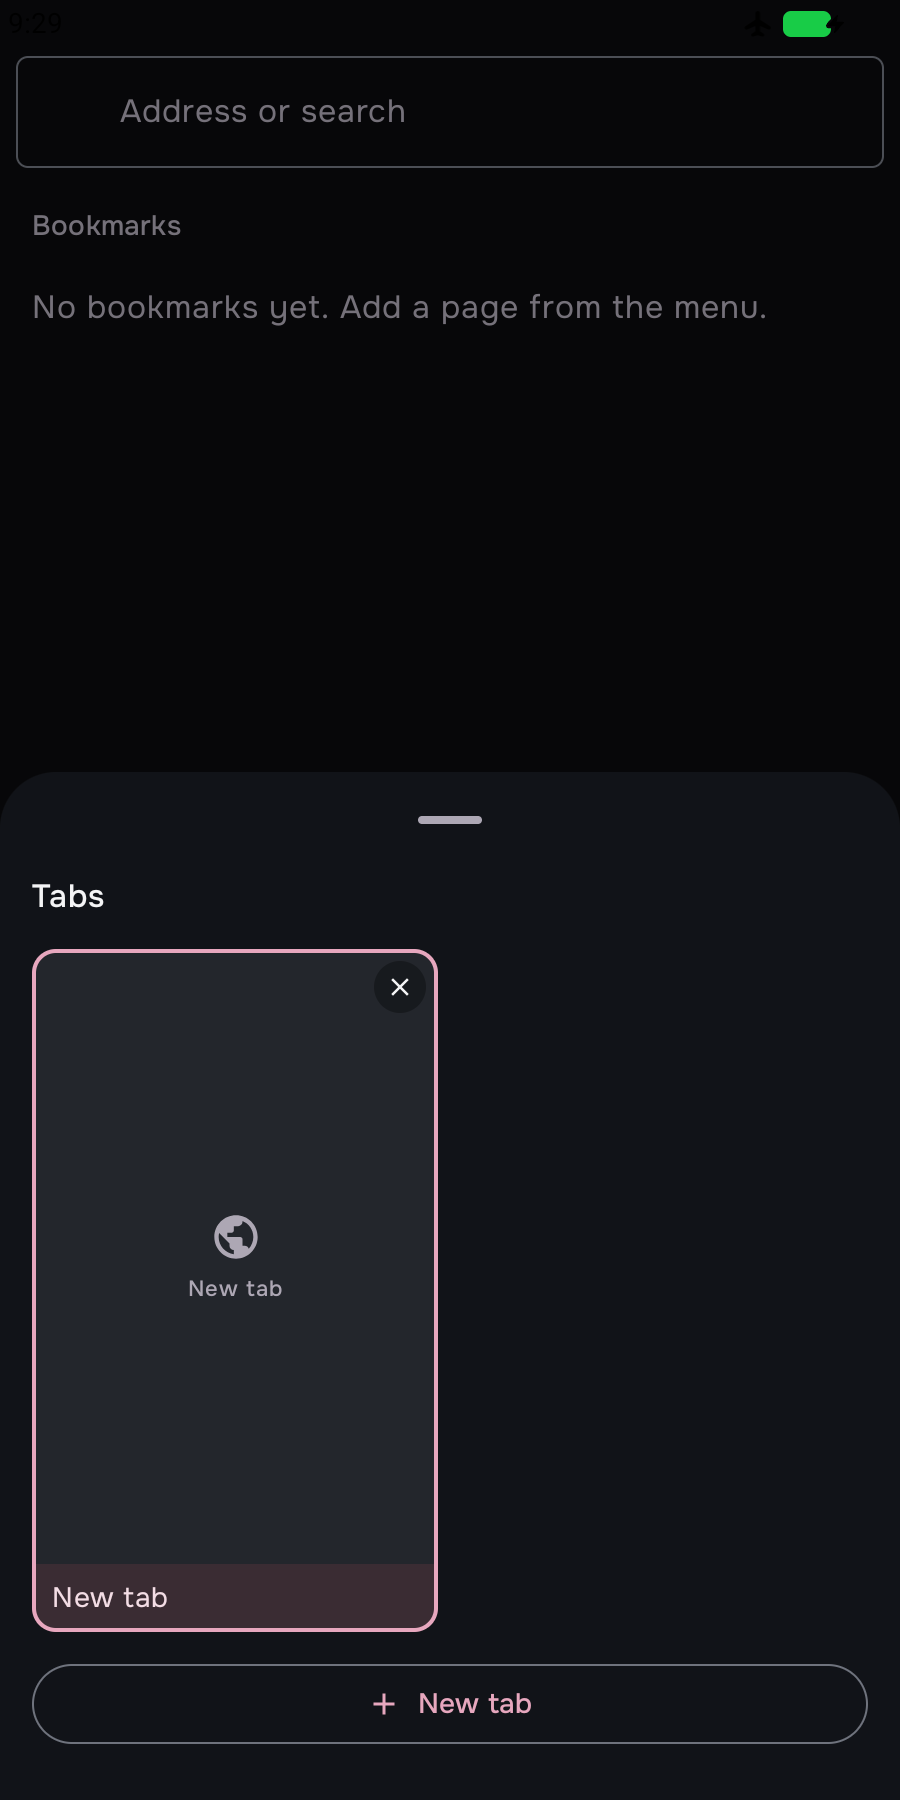 9:29
Address or search
Bookmarks
No bookmarks yet. Add a page from the menu.
Tabs
New tab
New tab
New tab